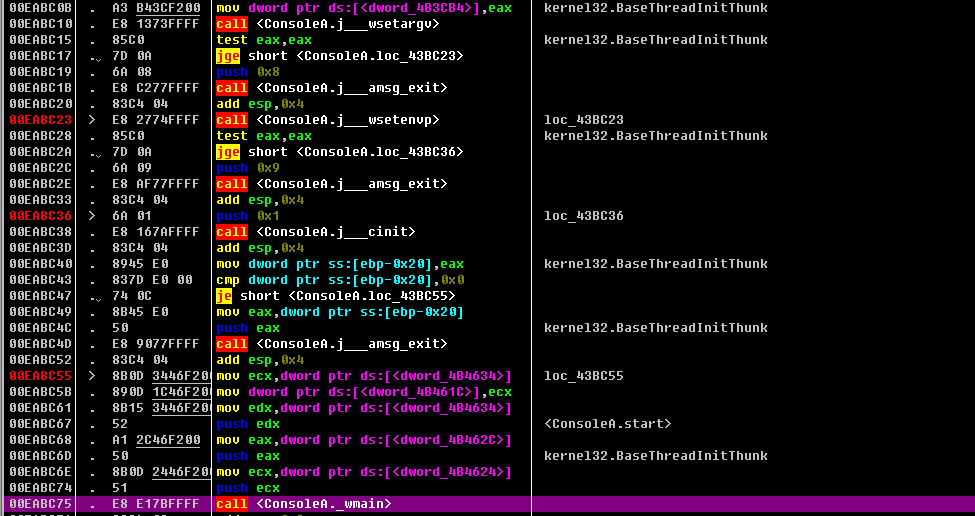 00EABC0B . A3 B43CF200 mov dword ptr ds:[<dword_4B3CB4>],eax kernel32.BaseThreadInitThunk
00EABC10 . E8 1373FFFF call <ConsoleA.j___wsetargv>
00EABC15 . 85C0 test eax,eax kernel32.BaseThreadInitThunk
00EABC17 .⌄ 7D 0A jge short <ConsoleA.loc_43BC23>
00EABC19 . 6A 08 push 0x8
00EABC1B . E8 C277FFFF call <ConsoleA.j___amsg_exit>
00EABC20 . 83C4 04 add esp,0x4
00EABC23 > E8 2774FFFF call <ConsoleA.j___wsetenvp> loc_43BC23
00EABC28 . 85C0 test eax,eax kernel32.BaseThreadInitThunk
00EABC2A .⌄ 7D 0A jge short <ConsoleA.loc_43BC36>
00EABC2C . 6A 09 push 0x9
00EABC2E . E8 AF77FFFF call <ConsoleA.j___amsg_exit>
00EABC33 . 83C4 04 add esp,0x4
00EABC36 > 6A 01 push 0x1 loc_43BC36
00EABC38 . E8 167AFFFF call <ConsoleA.j___cinit>
00EABC3D . 83C4 04 add esp,0x4
00EABC40 . 8945 E0 mov dword ptr ss:[ebp-0x20],eax kernel32.BaseThreadInitThunk
00EABC43 . 837D E0 00 cmp dword ptr ss:[ebp-0x20],0x0
00EABC47 .⌄ 74 0C je short <ConsoleA.loc_43BC55>
00EABC49 . 8B45 E0 mov eax,dword ptr ss:[ebp-0x20]
00EABC4C . 50 push eax kernel32.BaseThreadInitThunk
00EABC4D . E8 9077FFFF call <ConsoleA.j___amsg_exit>
00EABC52 . 83C4 04 add esp,0x4
00EABC55 > 8B0D 3446F200 mov ecx,dword ptr ds:[<dword_4B4634>] loc_43BC55
00EABC5B . 890D 1C46F200 mov dword ptr ds:[<dword_4B461C>],ecx
00EABC61 . 8B15 3446F200 mov edx,dword ptr ds:[<dword_4B4634>]
00EABC67 . 52 push edx <ConsoleA.start>
00EABC68 . A1 2C46F200 mov eax,dword ptr ds:[<dword_4B462C>]
00EABC6D . 50 push eax kernel32.BaseThreadInitThunk
00EABC6E . 8B0D 2446F200 mov ecx,dword ptr ds:[<dword_4B4624>]
00EABC74 . 51 push ecx
00EABC75 . E8 E17BFFFF call <ConsoleA._wmain>